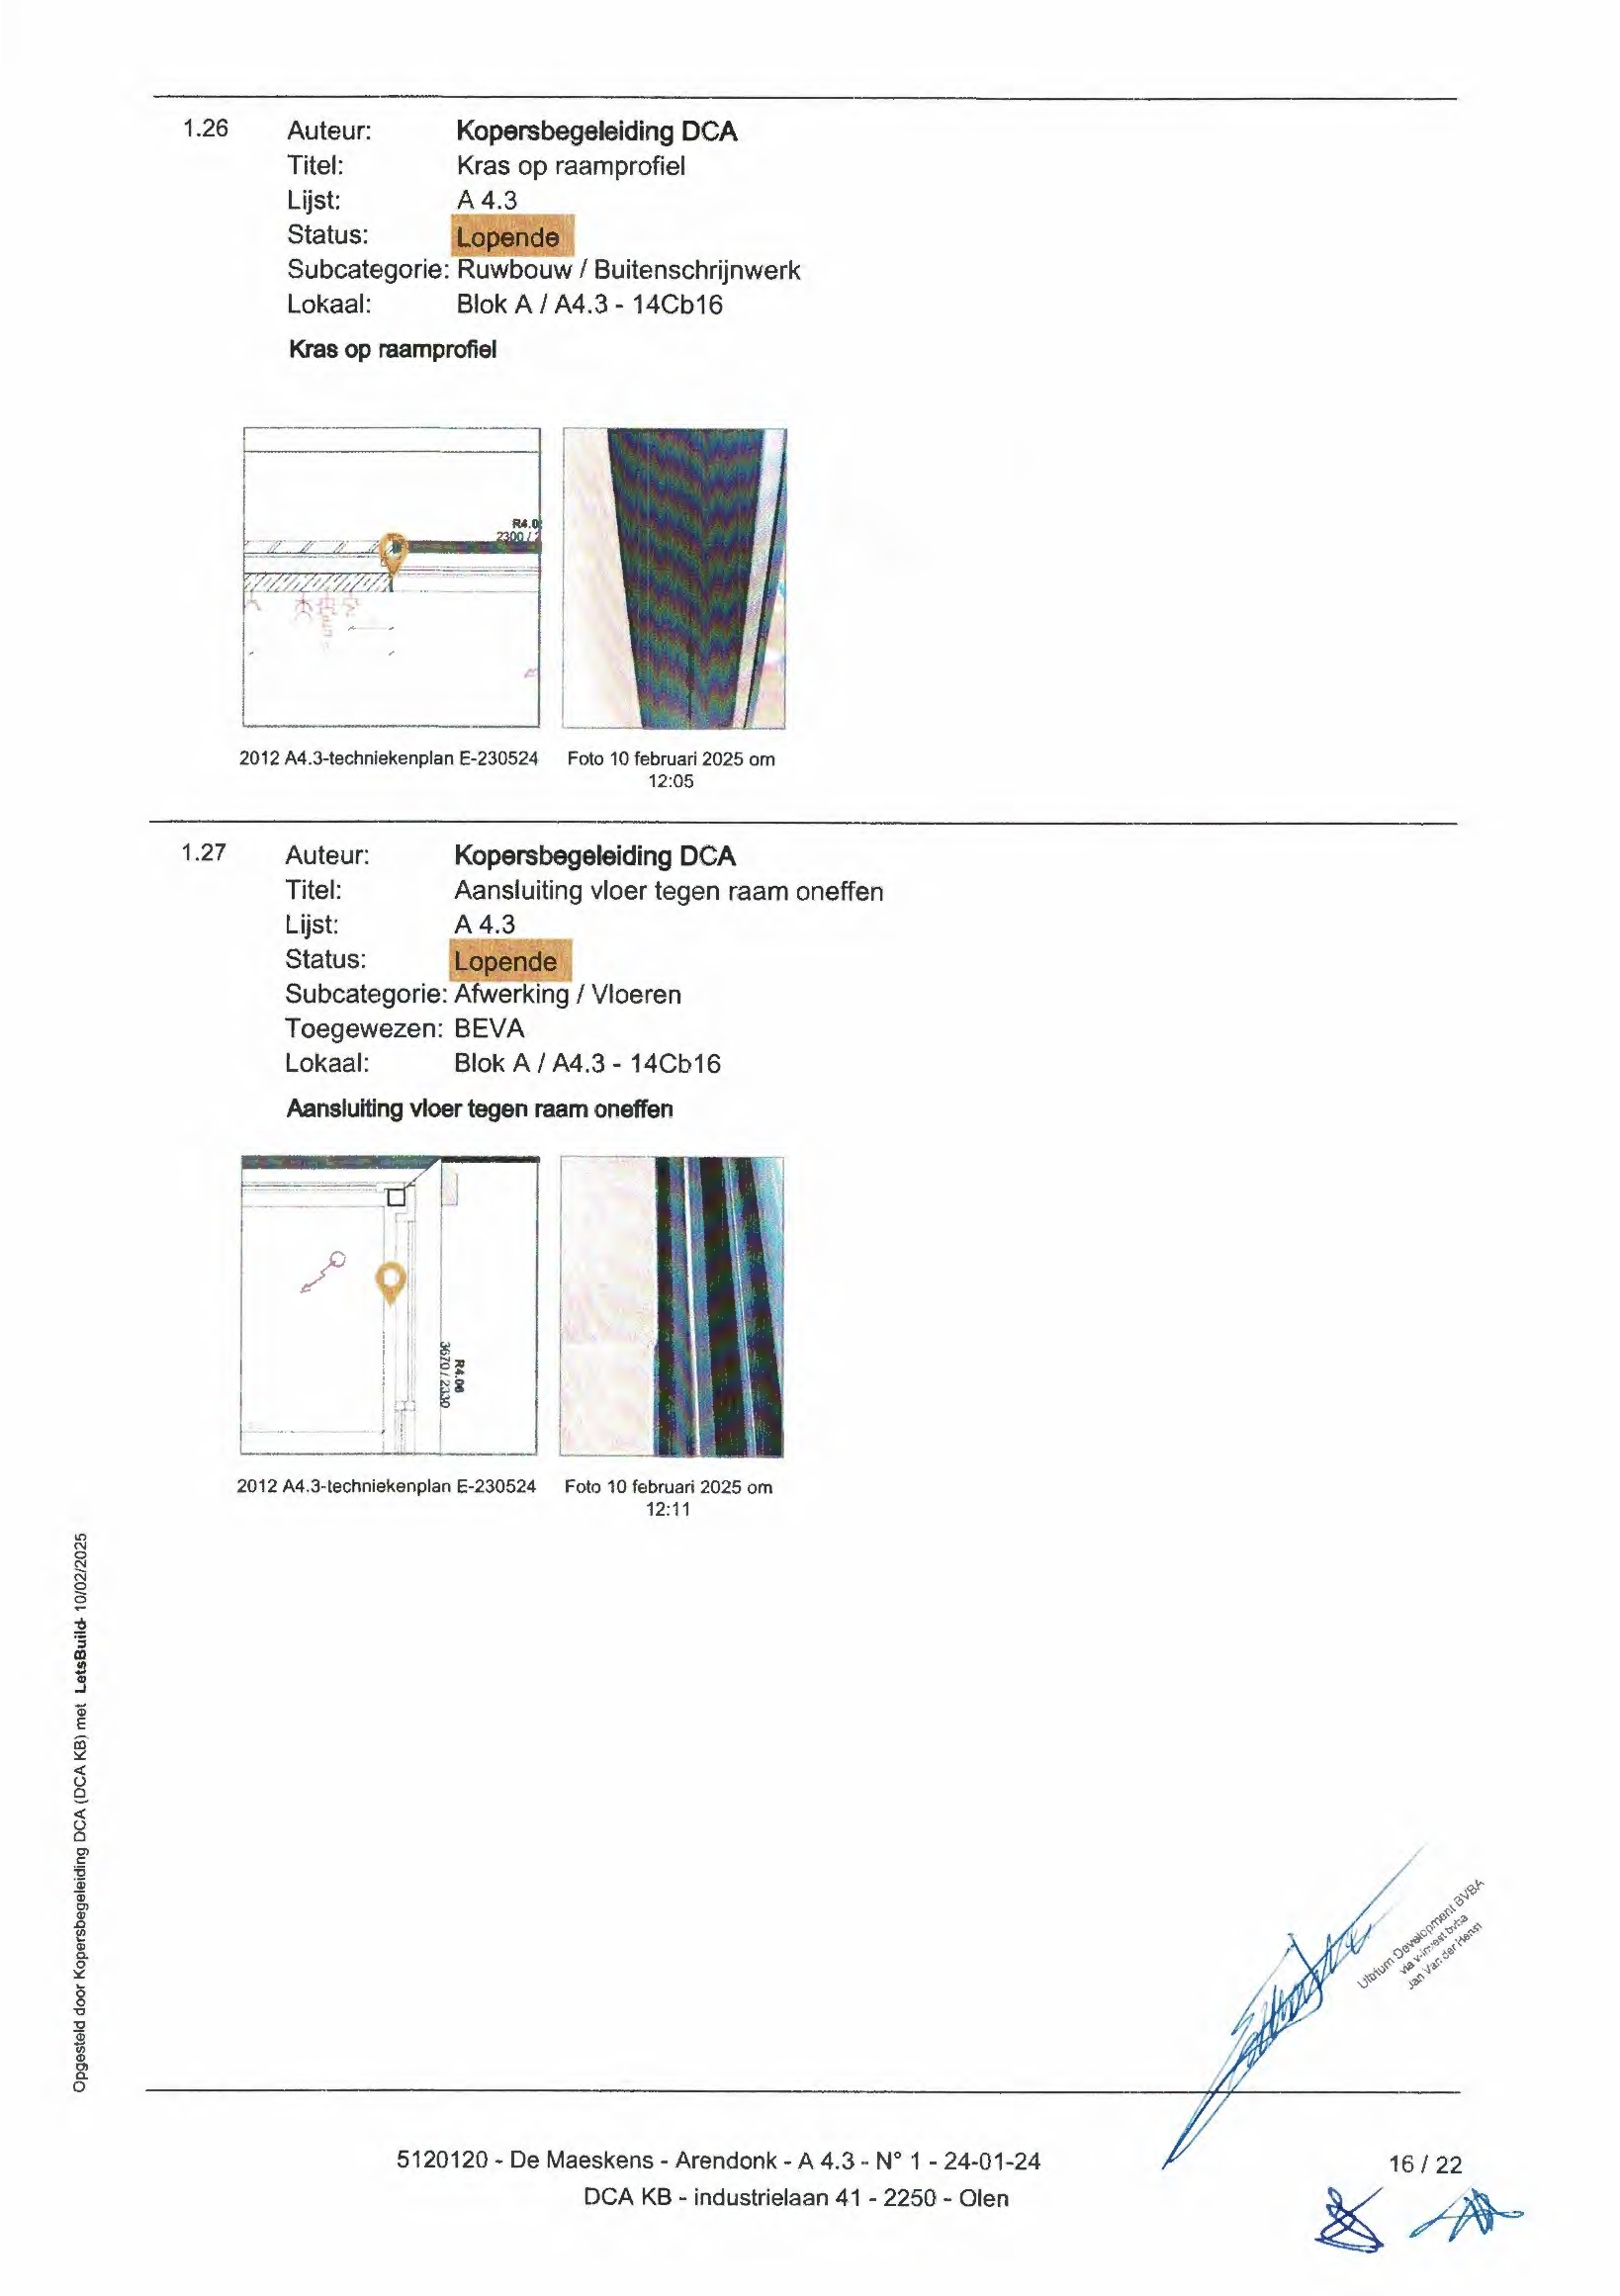 1.26
Auteur: Kopersbegeleiding DCA
Titel: Kras op raamprofiel
Lijst: A 4.3
Status: Lopende
Subcategorie: Ruwbouw / Buitenschrijnwerk
Lokaal: Blok A / A4.3 - 14Cb16
Kras op raamprofiel
R4.0
2300 / 2
2012 A4.3-techniekenplan E-230524
Foto 10 februari 2025 om
12:05
1.27
Auteur: Kopersbegeleiding DCA
Titel: Aansluiting vloer tegen raam oneffen
Lijst: A 4.3
Status: Lopende
Subcategorie: Afwerking / Vloeren
Toegewezen: BEVA
Lokaal: Blok A / A4.3 - 14Cb16
Aansluiting vloer tegen raam oneffen
R4.06
3670 / 2330
2012 A4.3-techniekenplan E-230524
Foto 10 februari 2025 om
12:11
Opgesteld door Kopersbegeleiding DCA (DCA KB) met LetsBuild- 10/02/2025
Development BVBA
Jan Van der Henst
5120120 - De Maeskens - Arendonk - A 4.3 - N° 1 - 24-01-24
16 / 22
DCA KB - industrielaan 41 - 2250 - Olen